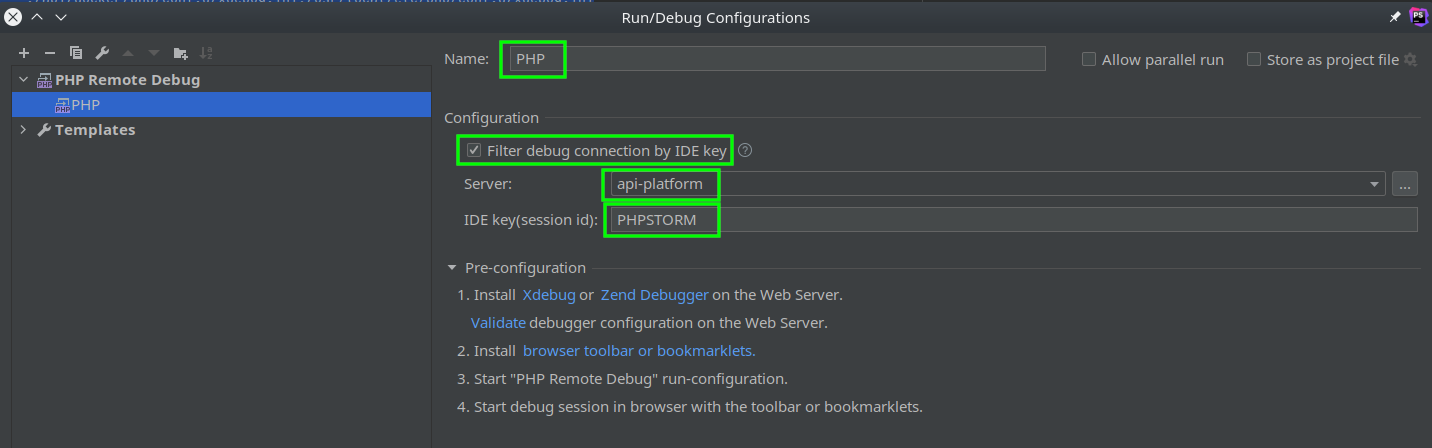 Run/Debug Configurations
PS
PHP Remote Debug
PHP
Templates
Name: PHP
Allow parallel run
Store as project file
Configuration
Filter debug connection by IDE key
Server: api-platform ...
IDE key(session id): PHPSTORM
Pre-configuration
1. Install Xdebug or Zend Debugger on the Web Server.
Validate debugger configuration on the Web Server.
2. Install browser toolbar or bookmarklets.
3. Start "PHP Remote Debug" run-configuration.
4. Start debug session in browser with the toolbar or bookmarklets.